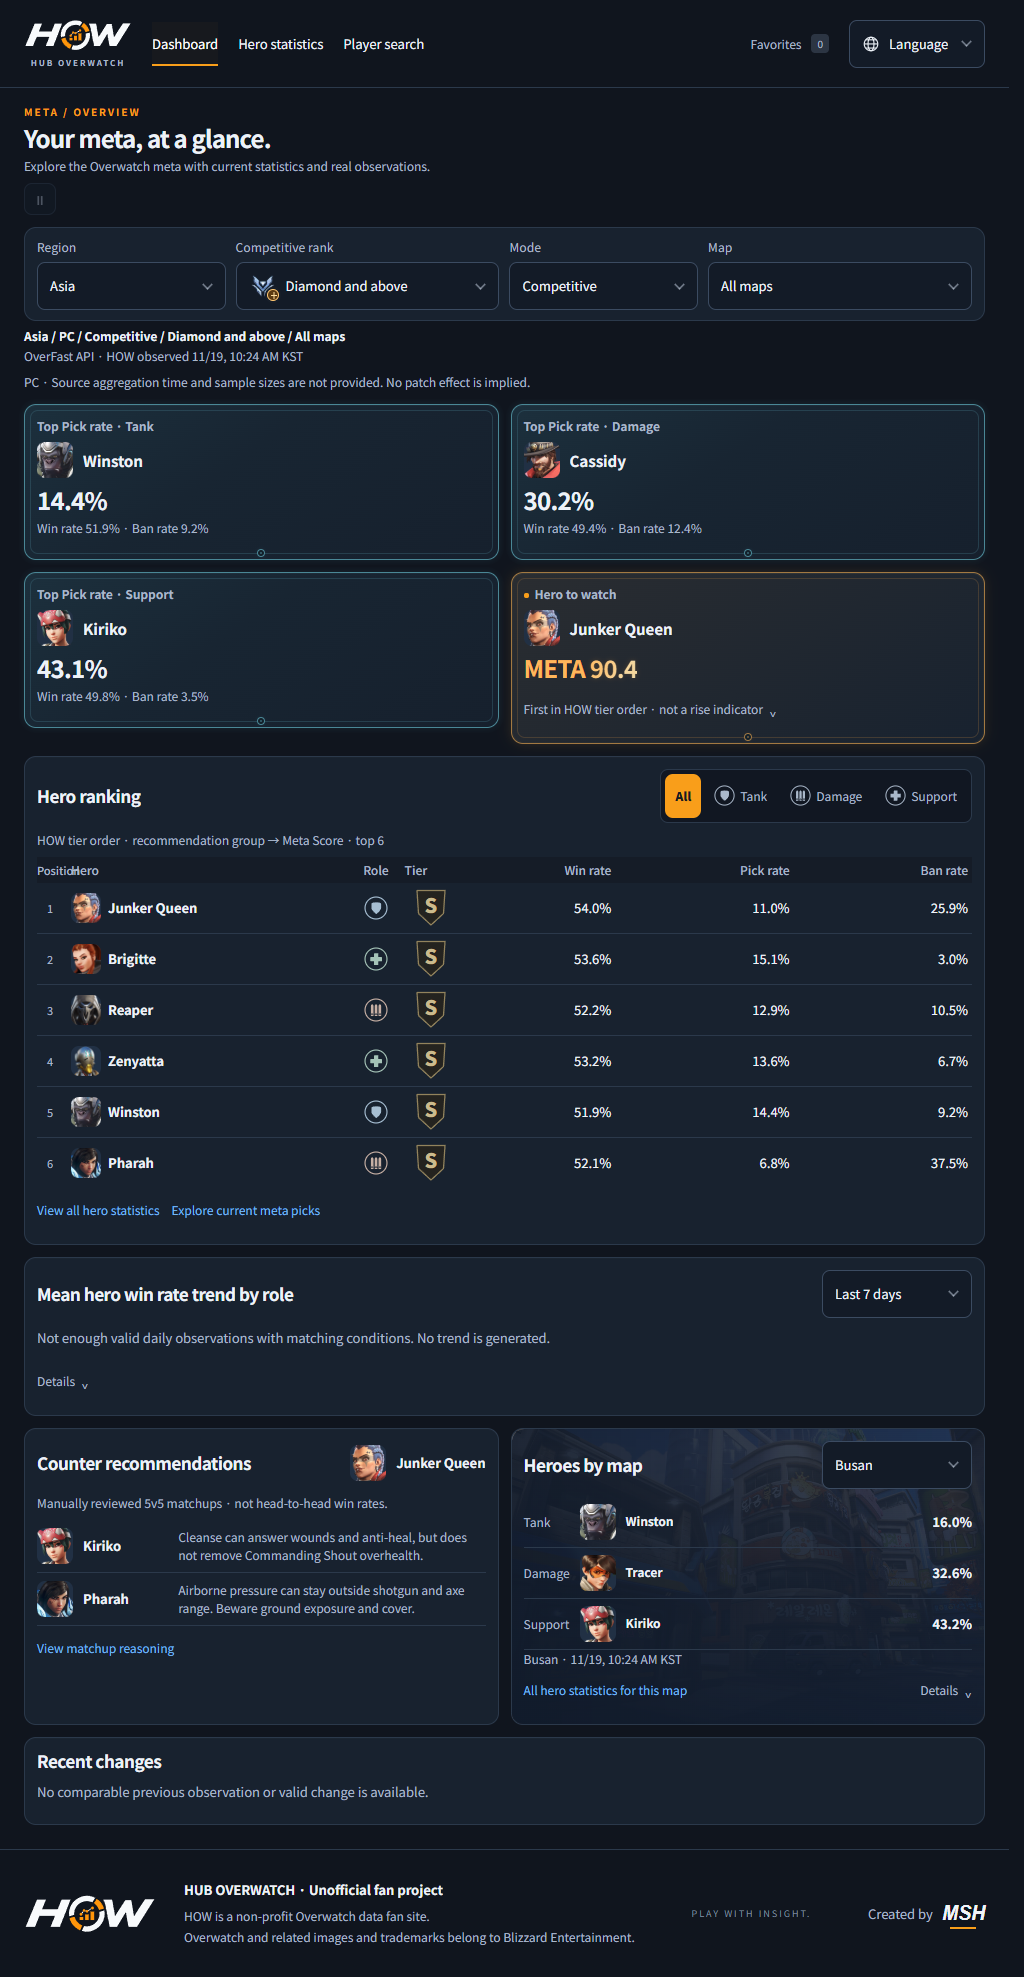 HOW
HUB OVERWATCH
Dashboard
Hero statistics
Player search
Favorites 0
Language
META / OVERVIEW
Your meta, at a glance.
Explore the Overwatch meta with current statistics and real observations.
Region
Competitive rank
Mode
Map
Asia
Diamond and above
Competitive
All maps
Asia / PC / Competitive / Diamond and above / All maps
OverFast API · HOW observed 11/19, 10:24 AM KST
PC · Source aggregation time and sample sizes are not provided. No patch effect is implied.
Top Pick rate · Tank
Winston
14.4%
Win rate 51.9% · Ban rate 9.2%
Top Pick rate · Damage
Cassidy
30.2%
Win rate 49.4% · Ban rate 12.4%
Top Pick rate · Support
Kiriko
43.1%
Win rate 49.8% · Ban rate 3.5%
Hero to watch
Junker Queen
META 90.4
First in HOW tier order · not a rise indicator
Hero ranking
All
Tank
Damage
Support
HOW tier order · recommendation group → Meta Score · top 6
Position Hero Role Tier Win rate Pick rate Ban rate
1 Junker Queen S 54.0% 11.0% 25.9%
2 Brigitte S 53.6% 15.1% 3.0%
3 Reaper S 52.2% 12.9% 10.5%
4 Zenyatta S 53.2% 13.6% 6.7%
5 Winston S 51.9% 14.4% 9.2%
6 Pharah S 52.1% 6.8% 37.5%
View all hero statistics
Explore current meta picks
Mean hero win rate trend by role
Last 7 days
Not enough valid daily observations with matching conditions. No trend is generated.
Details
Counter recommendations
Junker Queen
Manually reviewed 5v5 matchups · not head-to-head win rates.
Kiriko
Cleanse can answer wounds and anti-heal, but does
not remove Commanding Shout overhealth.
Pharah
Airborne pressure can stay outside shotgun and axe
range. Beware ground exposure and cover.
View matchup reasoning
Heroes by map
Busan
Tank Winston 16.0%
Damage Tracer 32.6%
Support Kiriko 43.2%
Busan · 11/19, 10:24 AM KST
All hero statistics for this map
Details
Recent changes
No comparable previous observation or valid change is available.
HOW
HUB OVERWATCH · Unofficial fan project
HOW is a non-profit Overwatch data fan site.
Overwatch and related images and trademarks belong to Blizzard Entertainment.
PLAY WITH INSIGHT.
Created by MSH